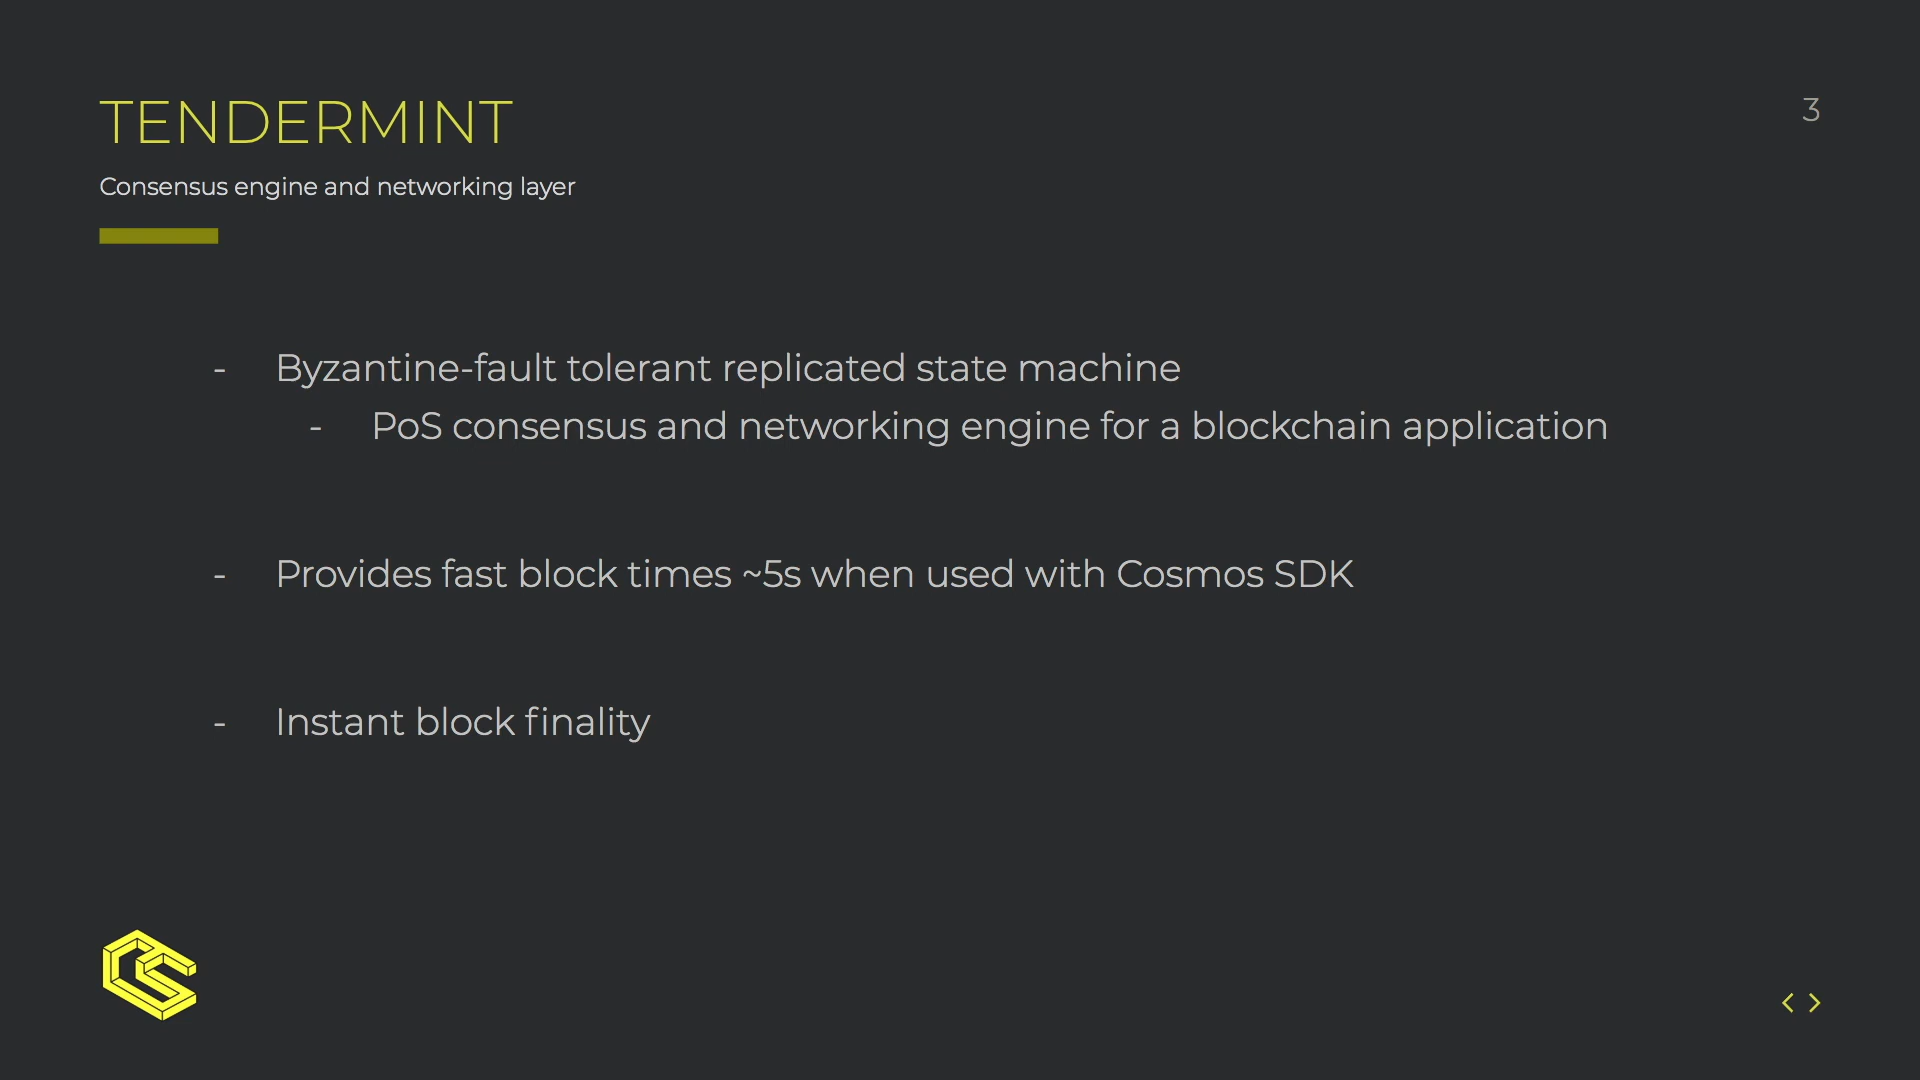 TENDERMINT
3
Consensus engine and networking layer
- Byzantine-fault tolerant replicated state machine
- PoS consensus and networking engine for a blockchain application
- Provides fast block times ~5s when used with Cosmos SDK
- Instant block finality
CS
< >